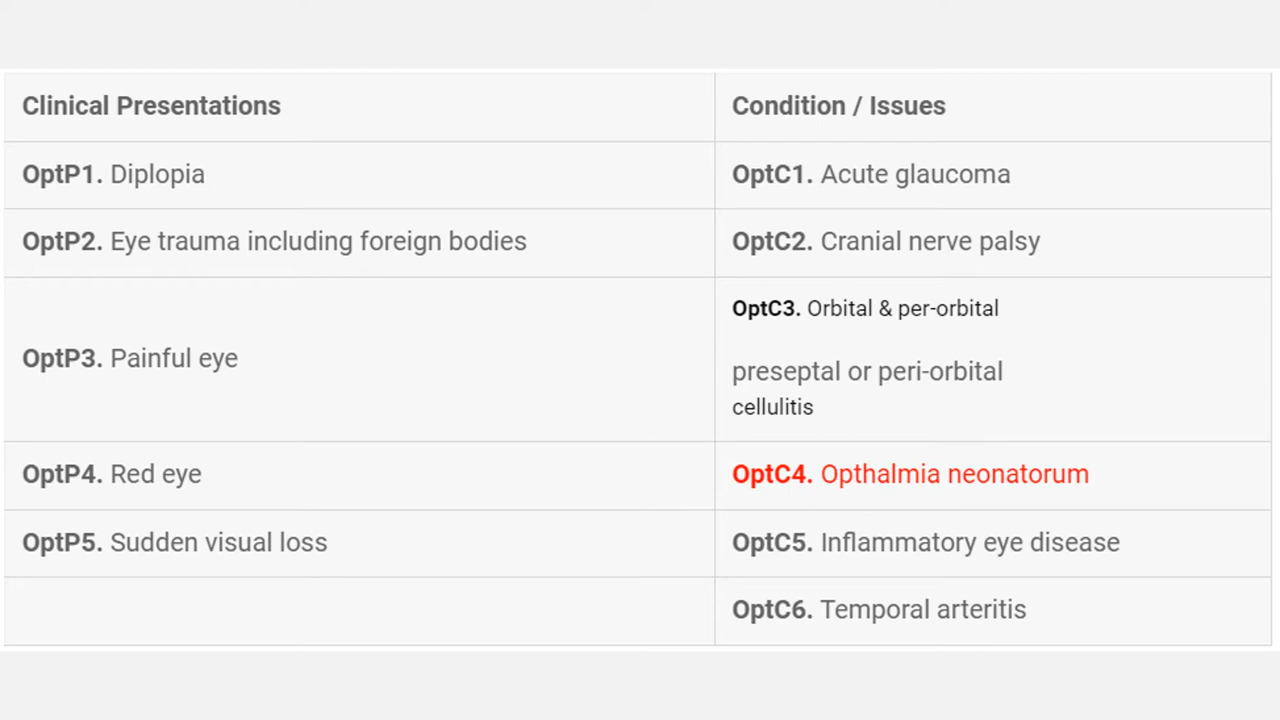 Clinical Presentations
Condition / Issues
OptP1. Diplopia
OptC1. Acute glaucoma
OptP2. Eye trauma including foreign bodies
OptC2. Cranial nerve palsy
OptP3. Painful eye
OptC3. Orbital & per-orbital
preseptal or peri-orbital
cellulitis
OptP4. Red eye
OptC4. Opthalmia neonatorum
OptP5. Sudden visual loss
OptC5. Inflammatory eye disease
OptC6. Temporal arteritis